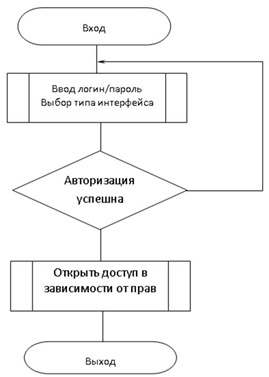 Вход
Ввод логин/пароль
Выбор типа интерфейса
Авторизация
успешна
Открыть доступ в
зависимости от прав
Выход